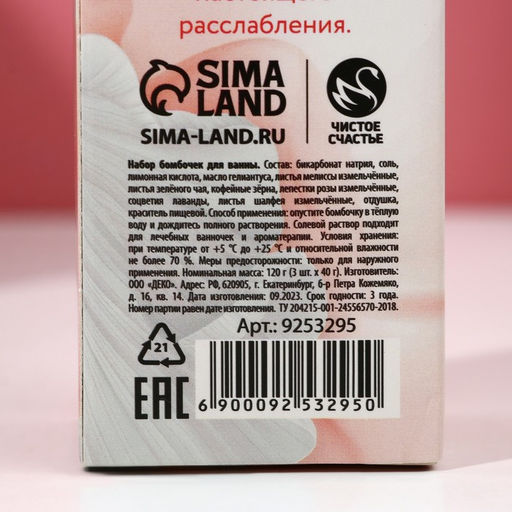 настоящего
расслабления.
SIMA
LAND
SIMA-LAND.RU
ЧИСТОЕ
СЧАСТЬЕ
Набор бомбочек для ванны. Состав: бикарбонат натрия, соль,
лимонная кислота, масло гелиантуса, листья мелиссы измельчённые,
листья зелёного чая, кофейные зёрна, лепестки розы измельчённые,
соцветия лаванды, листья шалфея измельчённые, отдушка,
краситель пищевой. Способ применения: опустите бомбочку в тёплую
воду и дождитесь полного растворения. Солевой раствор подходит
для лечебных ванночек и ароматерапии. Условия хранения:
при температуре от +5 °С до +25 °С и относительной влажности
не более 70 %. Меры предосторожности: только для наружного
применения. Номинальная масса: 120 г (3 шт. х 40 г). Изготовитель:
ООО «ДЕКО». Адрес: РФ, 620905, г. Екатеринбург, б-р Петра Кожемяко,
д. 16, кв. 14. Дата изготовления: 09.2023. Срок годности: 3 года.
Номер партии равен дате изготовления. ТУ 204215-001-24556570-2018.
Арт.: 9253295
21
EAC
6 900092 532950